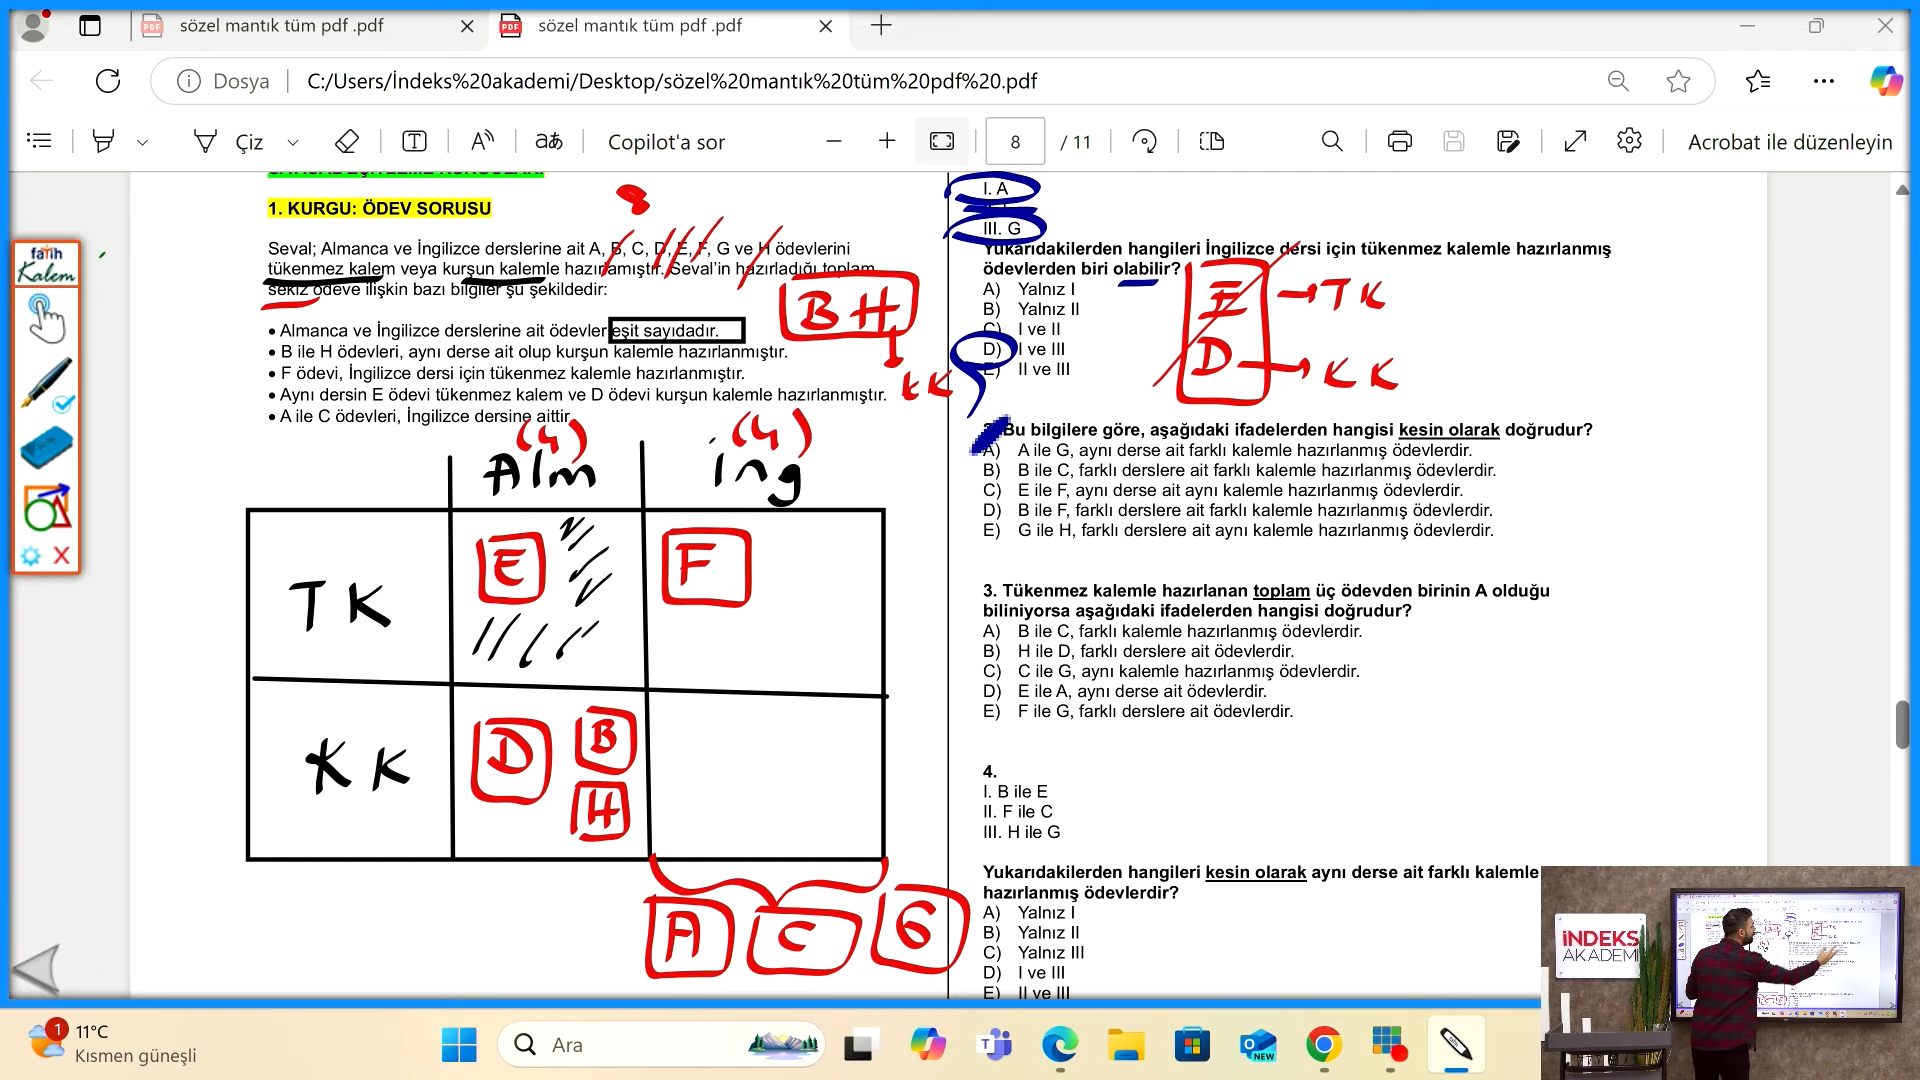 sözel mantık tüm pdf .pdf
sözel mantık tüm pdf .pdf
Dosya
C:/Users/İndeks%20akademi/Desktop/sözel%20mantık%20tüm%20pdf%20.pdf
Çiz
Copilot'a sor
8 / 11
Acrobat ile düzenleyin
fatih
Kalem
1. KURGU: ÖDEV SORUSU
Seval; Almanca ve İngilizce derslerine ait A, B, C, D, E, F, G ve H ödevlerini
tükenmez kalem veya kurşun kalemle hazırlamıştır. Seval'in hazırladığı toplam
sekiz ödeve ilişkin bazı bilgiler şu şekildedir:
• Almanca ve İngilizce derslerine ait ödevler eşit sayıdadır.
• B ile H ödevleri, aynı derse ait olup kurşun kalemle hazırlanmıştır.
• F ödevi, İngilizce dersi için tükenmez kalemle hazırlanmıştır.
• Aynı dersin E ödevi tükenmez kalem ve D ödevi kurşun kalemle hazırlanmıştır.
• A ile C ödevleri, İngilizce dersine aittir.
8
B H
KK
(4) (4)
Alm ing
TK E F
KK D B
H
A C G
I. A
III. G
Yukarıdakilerden hangileri İngilizce dersi için tükenmez kalemle hazırlanmış
ödevlerden biri olabilir?
A) Yalnız I
B) Yalnız II
C) I ve II
D) I ve III
E) II ve III
E → TK
D → KK
2. Bu bilgilere göre, aşağıdaki ifadelerden hangisi kesin olarak doğrudur?
A) A ile G, aynı derse ait farklı kalemle hazırlanmış ödevlerdir.
B) B ile C, farklı derslere ait farklı kalemle hazırlanmış ödevlerdir.
C) E ile F, aynı derse ait aynı kalemle hazırlanmış ödevlerdir.
D) B ile F, farklı derslere ait farklı kalemle hazırlanmış ödevlerdir.
E) G ile H, farklı derslere ait aynı kalemle hazırlanmış ödevlerdir.
3. Tükenmez kalemle hazırlanan toplam üç ödevden birinin A olduğu
biliniyorsa aşağıdaki ifadelerden hangisi doğrudur?
A) B ile C, farklı kalemle hazırlanmış ödevlerdir.
B) H ile D, farklı derslere ait ödevlerdir.
C) C ile G, aynı kalemle hazırlanmış ödevlerdir.
D) E ile A, aynı derse ait ödevlerdir.
E) F ile G, farklı derslere ait ödevlerdir.
4.
I. B ile E
II. F ile C
III. H ile G
Yukarıdakilerden hangileri kesin olarak aynı derse ait farklı kalemle
hazırlanmış ödevlerdir?
A) Yalnız I
B) Yalnız II
C) Yalnız III
D) I ve III
E) II ve III
İNDEKS
AKADEMİ
1
11°C
Kısmen güneşli
Ara
NEW